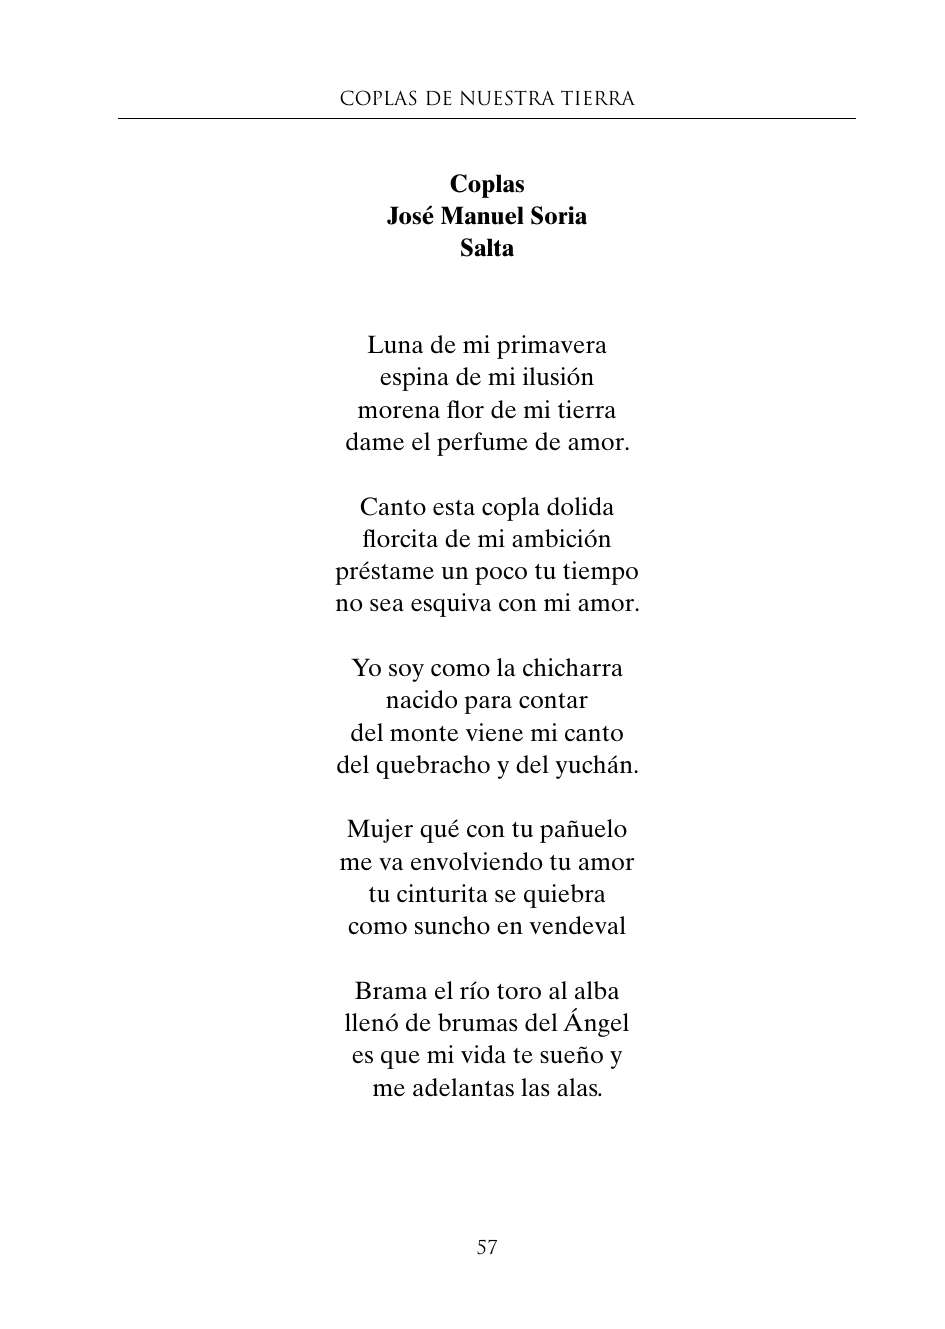 COPLAS DE NUESTRA TIERRA
Coplas
José Manuel Soria
Salta
Luna de mi primavera
espina de mi ilusión
morena flor de mi tierra
dame el perfume de amor.
Canto esta copla dolida
florcita de mi ambición
préstame un poco tu tiempo
no sea esquiva con mi amor.
Yo soy como la chicharra
nacido para contar
del monte viene mi canto
del quebracho y del yuchán.
Mujer qué con tu pañuelo
me va envolviendo tu amor
tu cinturita se quiebra
como suncho en vendeval
Brama el río toro al alba
llenó de brumas del Ángel
es que mi vida te sueño y
me adelantas las alas.
57